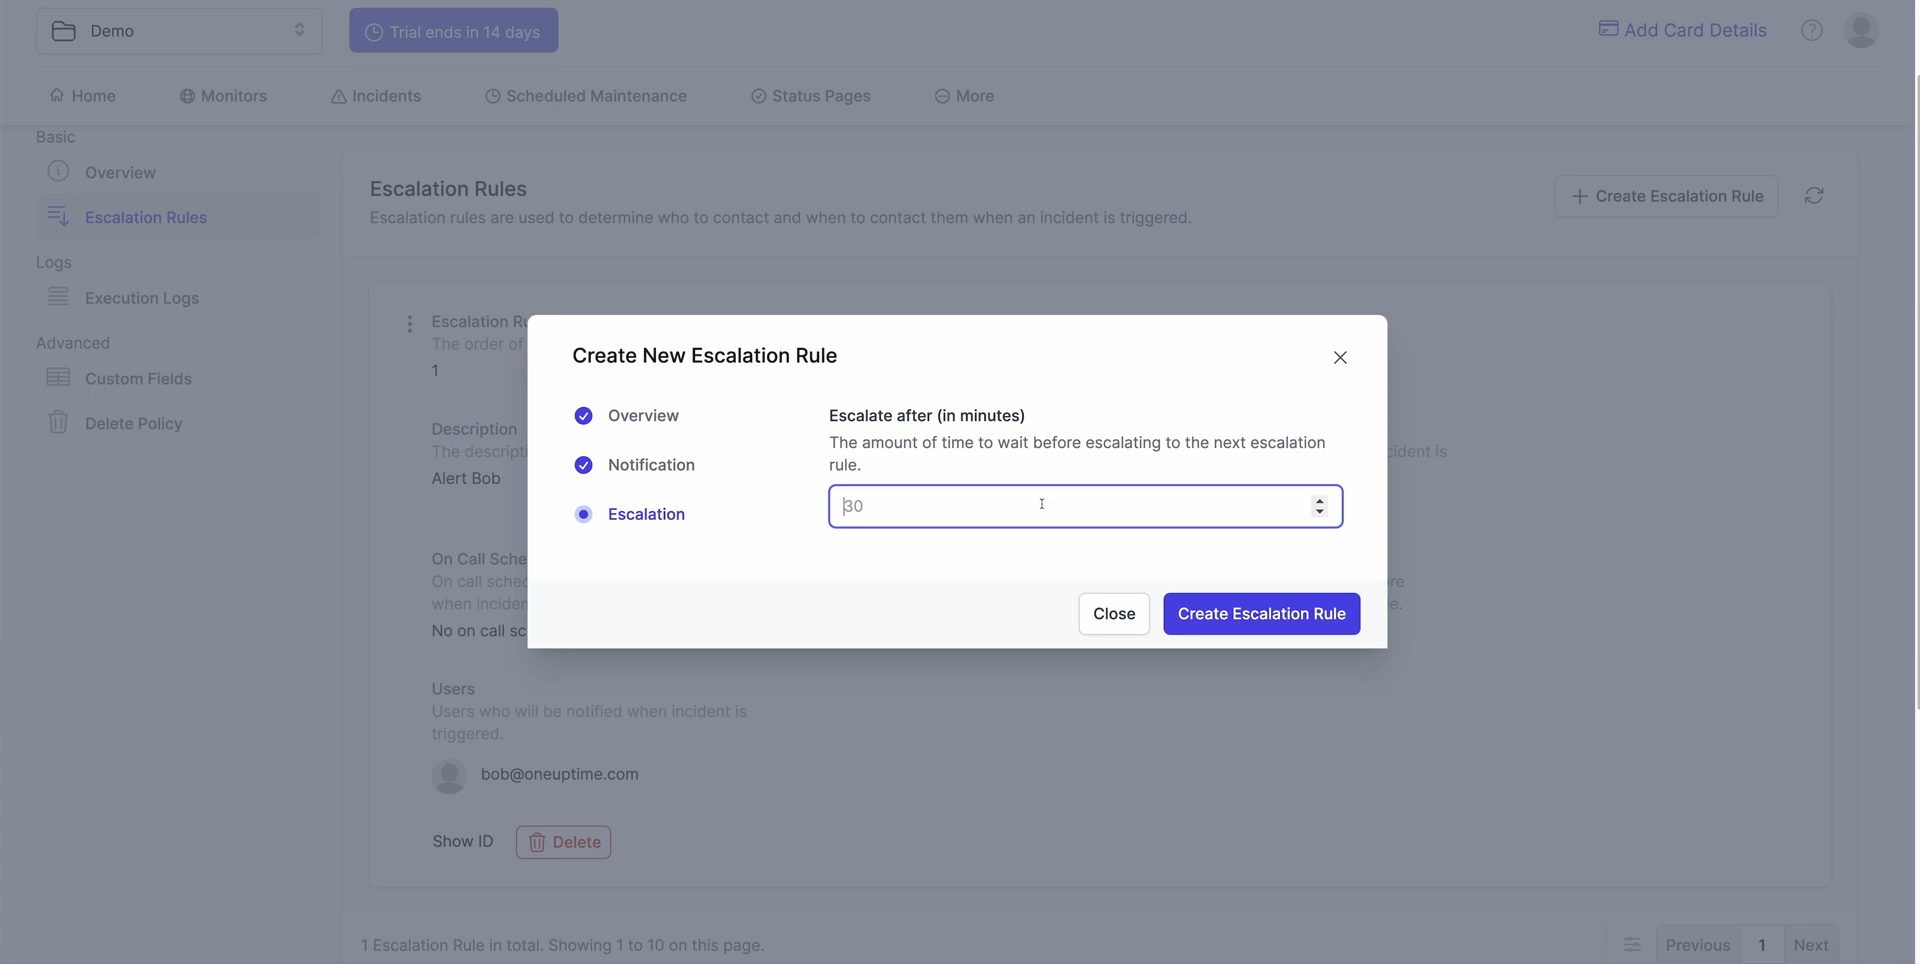 Demo
Trial ends in 14 days
Add Card Details
Home
Monitors
Incidents
Scheduled Maintenance
Status Pages
More
Basic
Overview
Escalation Rules
Logs
Execution Logs
Advanced
Custom Fields
Delete Policy
Escalation Rules
Escalation rules are used to determine who to contact and when to contact them when an incident is triggered.
Create Escalation Rule
Escalation Ru
The order of
1
Description
The descripti
cident is
Alert Bob
On Call Sche
On call sched
re
when inciden
e.
No on call sc
Create New Escalation Rule
Overview
Notification
Escalation
Escalate after (in minutes)
The amount of time to wait before escalating to the next escalation
rule.
30
Close
Create Escalation Rule
Users
Users who will be notified when incident is
triggered.
bob@oneuptime.com
Show ID
Delete
1 Escalation Rule in total. Showing 1 to 10 on this page.
Previous
1
Next